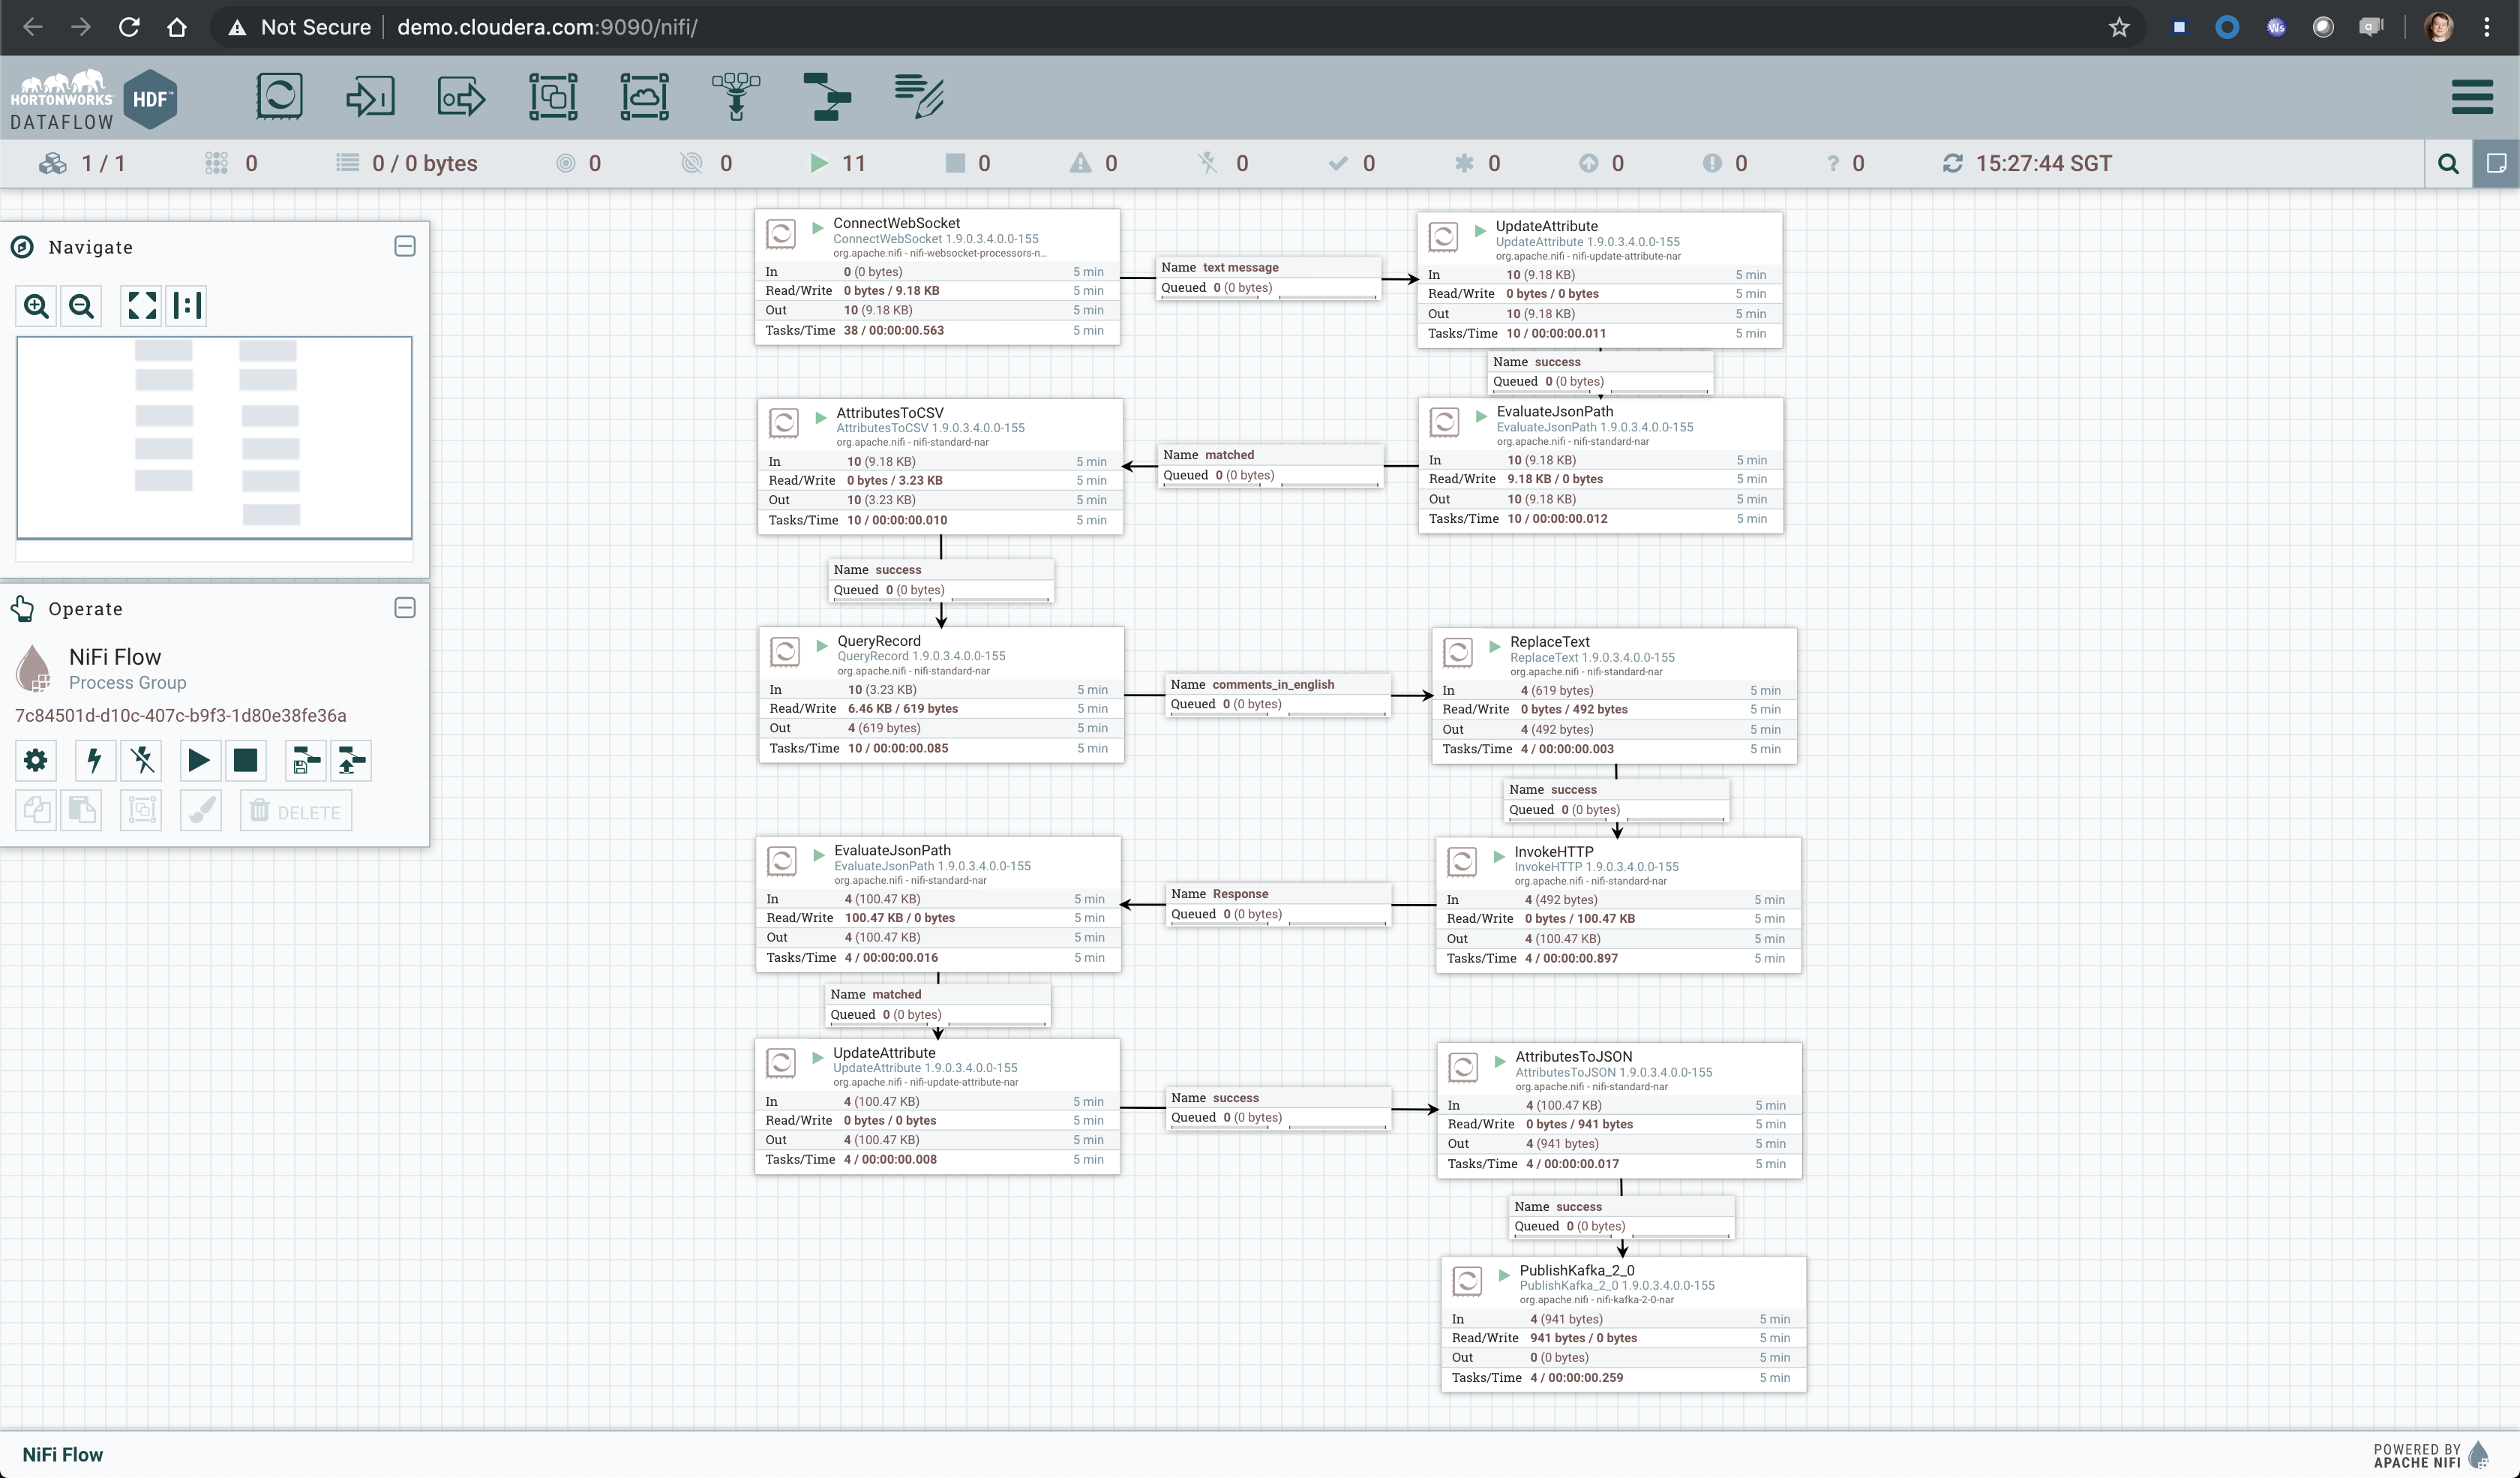 Not Secure | demo.cloudera.com:9090/nifi/
HORTONWORKS
DATAFLOW
HDF™
1 / 1 0 0 / 0 bytes 0 0 11 0 0 0 0 0 0 0 ? 0 15:27:44 SGT
Navigate
Operate
NiFi Flow
Process Group
7c84501d-d10c-407c-b9f3-1d80e38fe36a
DELETE
ConnectWebSocket
ConnectWebSocket 1.9.0.3.4.0.0-155
org.apache.nifi - nifi-websocket-processors-n...
In 0 (0 bytes) 5 min
Read/Write 0 bytes / 9.18 KB 5 min
Out 10 (9.18 KB) 5 min
Tasks/Time 38 / 00:00:00.563 5 min
Name text message
Queued 0 (0 bytes)
UpdateAttribute
UpdateAttribute 1.9.0.3.4.0.0-155
org.apache.nifi - nifi-update-attribute-nar
In 10 (9.18 KB) 5 min
Read/Write 0 bytes / 0 bytes 5 min
Out 10 (9.18 KB) 5 min
Tasks/Time 10 / 00:00:00.011 5 min
Name success
Queued 0 (0 bytes)
EvaluateJsonPath
EvaluateJsonPath 1.9.0.3.4.0.0-155
org.apache.nifi - nifi-standard-nar
In 10 (9.18 KB) 5 min
Read/Write 9.18 KB / 0 bytes 5 min
Out 10 (9.18 KB) 5 min
Tasks/Time 10 / 00:00:00.012 5 min
Name matched
Queued 0 (0 bytes)
AttributesToCSV
AttributesToCSV 1.9.0.3.4.0.0-155
org.apache.nifi - nifi-standard-nar
In 10 (9.18 KB) 5 min
Read/Write 0 bytes / 3.23 KB 5 min
Out 10 (3.23 KB) 5 min
Tasks/Time 10 / 00:00:00.010 5 min
Name success
Queued 0 (0 bytes)
QueryRecord
QueryRecord 1.9.0.3.4.0.0-155
org.apache.nifi - nifi-standard-nar
In 10 (3.23 KB) 5 min
Read/Write 6.46 KB / 619 bytes 5 min
Out 4 (619 bytes) 5 min
Tasks/Time 10 / 00:00:00.085 5 min
Name comments_in_english
Queued 0 (0 bytes)
ReplaceText
ReplaceText 1.9.0.3.4.0.0-155
org.apache.nifi - nifi-standard-nar
In 4 (619 bytes) 5 min
Read/Write 0 bytes / 492 bytes 5 min
Out 4 (492 bytes) 5 min
Tasks/Time 4 / 00:00:00.003 5 min
Name success
Queued 0 (0 bytes)
InvokeHTTP
InvokeHTTP 1.9.0.3.4.0.0-155
org.apache.nifi - nifi-standard-nar
In 4 (492 bytes) 5 min
Read/Write 0 bytes / 100.47 KB 5 min
Out 4 (100.47 KB) 5 min
Tasks/Time 4 / 00:00:00.897 5 min
Name Response
Queued 0 (0 bytes)
EvaluateJsonPath
EvaluateJsonPath 1.9.0.3.4.0.0-155
org.apache.nifi - nifi-standard-nar
In 4 (100.47 KB) 5 min
Read/Write 100.47 KB / 0 bytes 5 min
Out 4 (100.47 KB) 5 min
Tasks/Time 4 / 00:00:00.016 5 min
Name matched
Queued 0 (0 bytes)
UpdateAttribute
UpdateAttribute 1.9.0.3.4.0.0-155
org.apache.nifi - nifi-update-attribute-nar
In 4 (100.47 KB) 5 min
Read/Write 0 bytes / 0 bytes 5 min
Out 4 (100.47 KB) 5 min
Tasks/Time 4 / 00:00:00.008 5 min
Name success
Queued 0 (0 bytes)
AttributesToJSON
AttributesToJSON 1.9.0.3.4.0.0-155
org.apache.nifi - nifi-standard-nar
In 4 (100.47 KB) 5 min
Read/Write 0 bytes / 941 bytes 5 min
Out 4 (941 bytes) 5 min
Tasks/Time 4 / 00:00:00.017 5 min
Name success
Queued 0 (0 bytes)
PublishKafka_2_0
PublishKafka_2_0 1.9.0.3.4.0.0-155
org.apache.nifi - nifi-kafka-2-0-nar
In 4 (941 bytes) 5 min
Read/Write 941 bytes / 0 bytes 5 min
Out 0 (0 bytes) 5 min
Tasks/Time 4 / 00:00:00.259 5 min
NiFi Flow
POWERED BY
APACHE NIFI